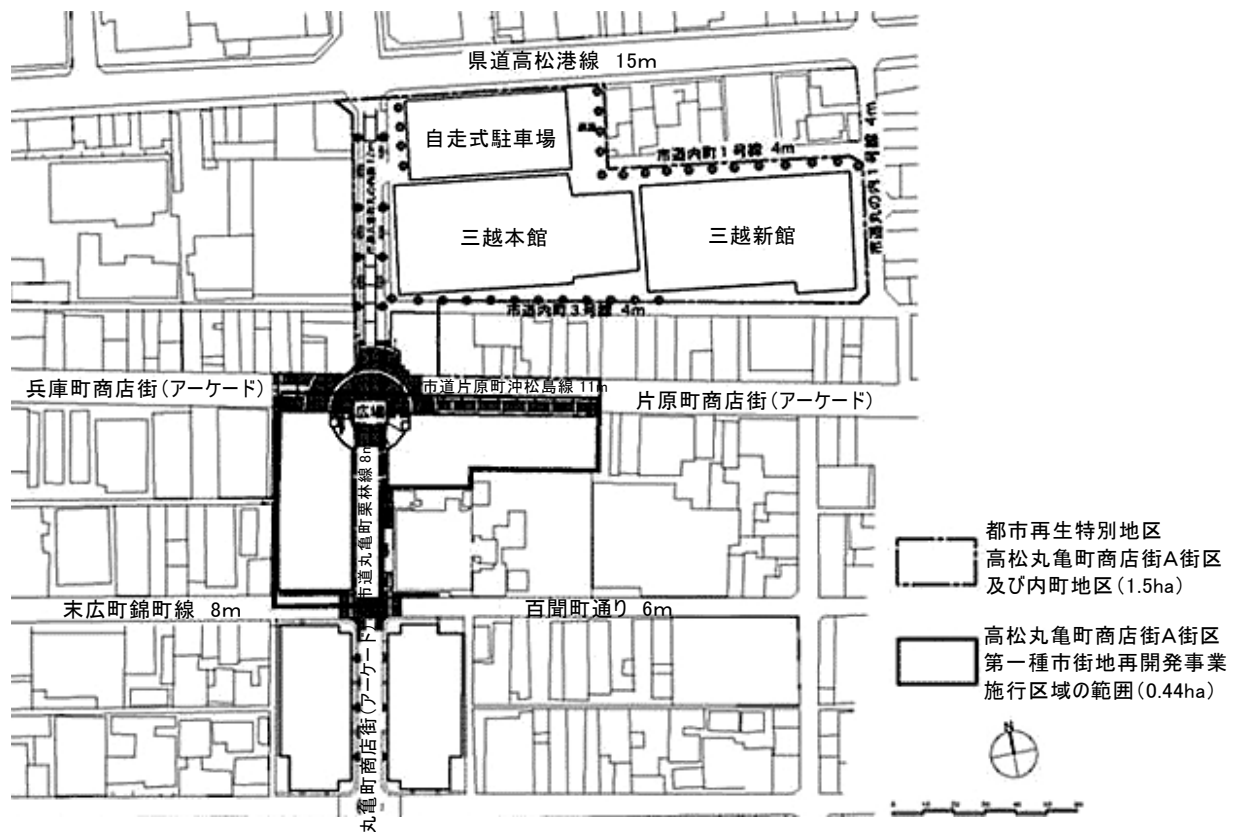 県道高松港線 15m
自走式駐車場
市道内町1号線 4m
市道丸の内1号線 4m
三越本館
三越新館
市道内町3号線 4m
兵庫町商店街(アーケード)
市道片原町沖松島線 11m
片原町商店街(アーケード)
広場
市道丸亀町栗林線 8m
末広町錦町線 8m
百聞町通り 6m
丸亀町商店街(アーケード)
都市再生特別地区
高松丸亀町商店街A街区
及び内町地区(1.5ha)
高松丸亀町商店街A街区
第一種市街地再開発事業
施行区域の範囲(0.44ha)
N